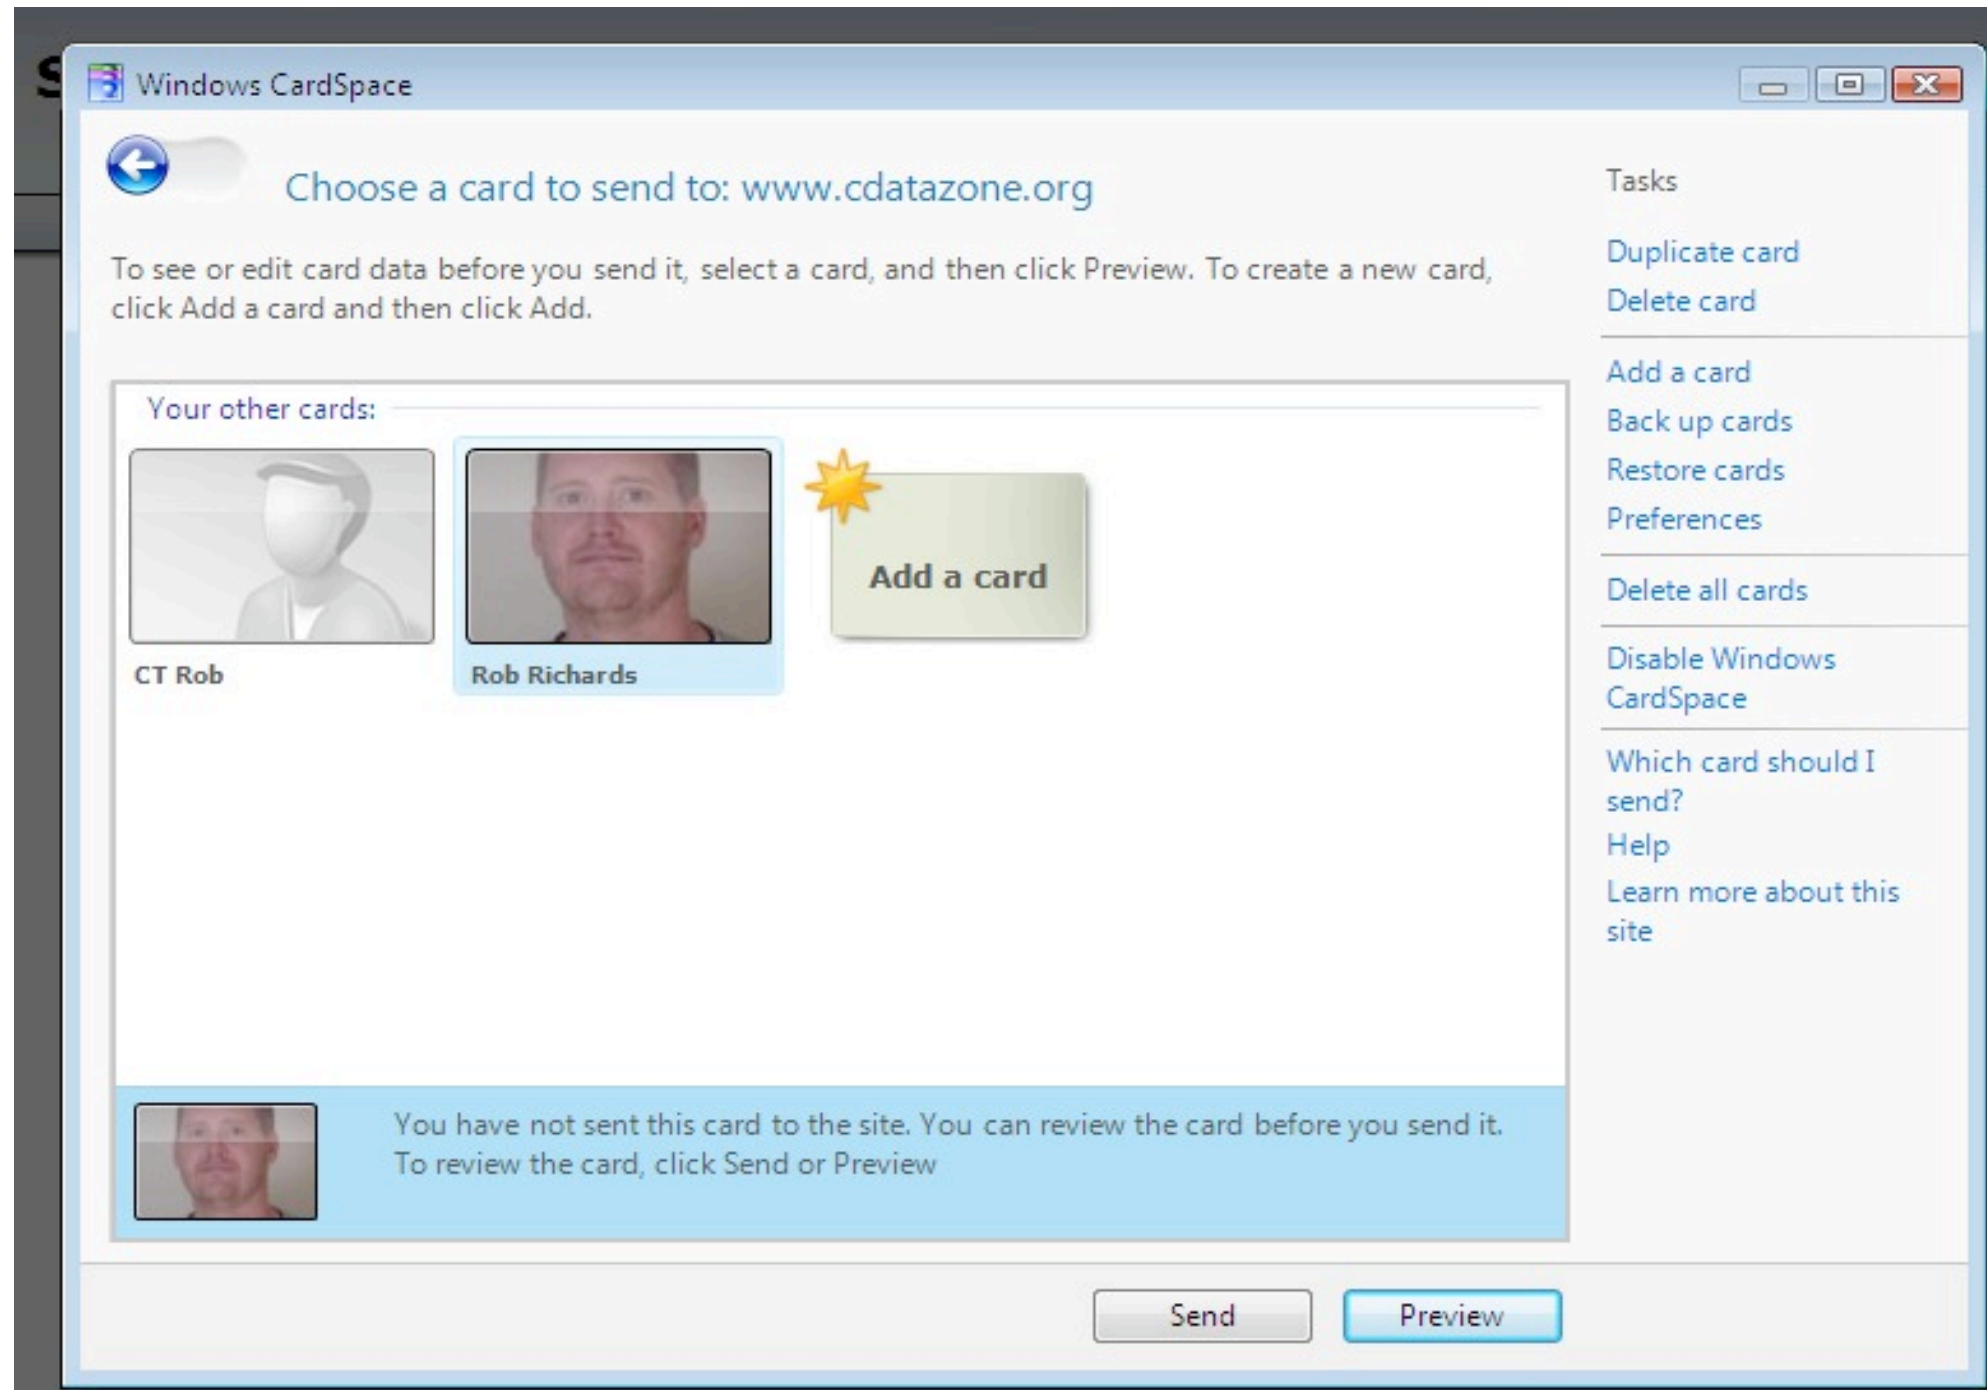 S
Windows CardSpace
Choose a card to send to: www.cdatazone.org
To see or edit card data before you send it, select a card, and then click Preview. To create a new card,
click Add a card and then click Add.
Your other cards:
CT Rob
Rob Richards
Add a card
You have not sent this card to the site. You can review the card before you send it.
To review the card, click Send or Preview
Send
Preview
Tasks
Duplicate card
Delete card
Add a card
Back up cards
Restore cards
Preferences
Delete all cards
Disable Windows
CardSpace
Which card should I
send?
Help
Learn more about this
site